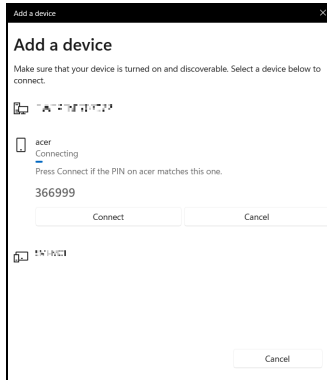 Add a device
Add a device
Make sure that your device is turned on and discoverable. Select a device below to
connect.
acer
Connecting
Press Connect if the PIN on acer matches this one.
366999
Connect Cancel
Cancel